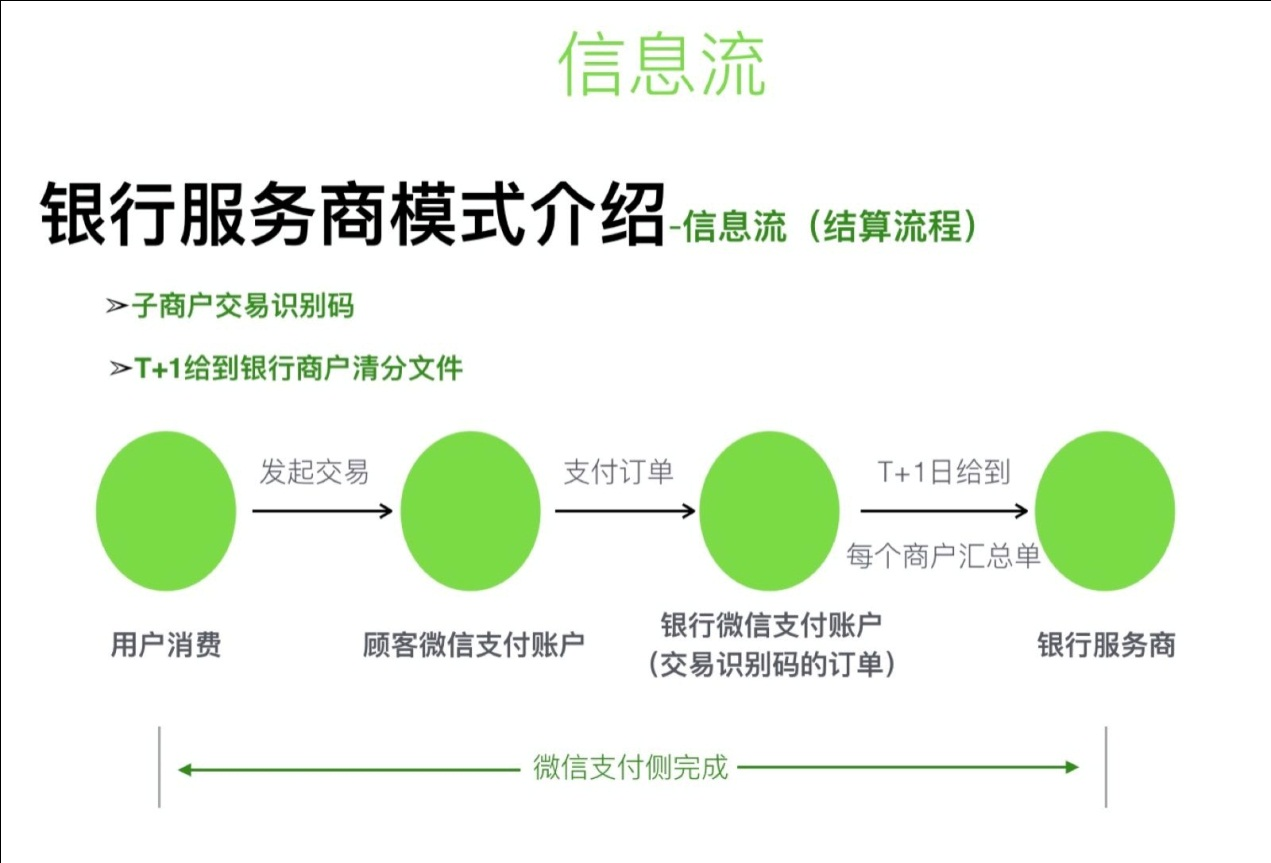 信息流
银行服务商模式介绍-信息流（结算流程）
➢子商户交易识别码
➢T+1给到银行商户清分文件
发起交易
支付订单
T+1日给到
每个商户汇总单
用户消费
顾客微信支付账户
银行微信支付账户
（交易识别码的订单）
银行服务商
微信支付侧完成